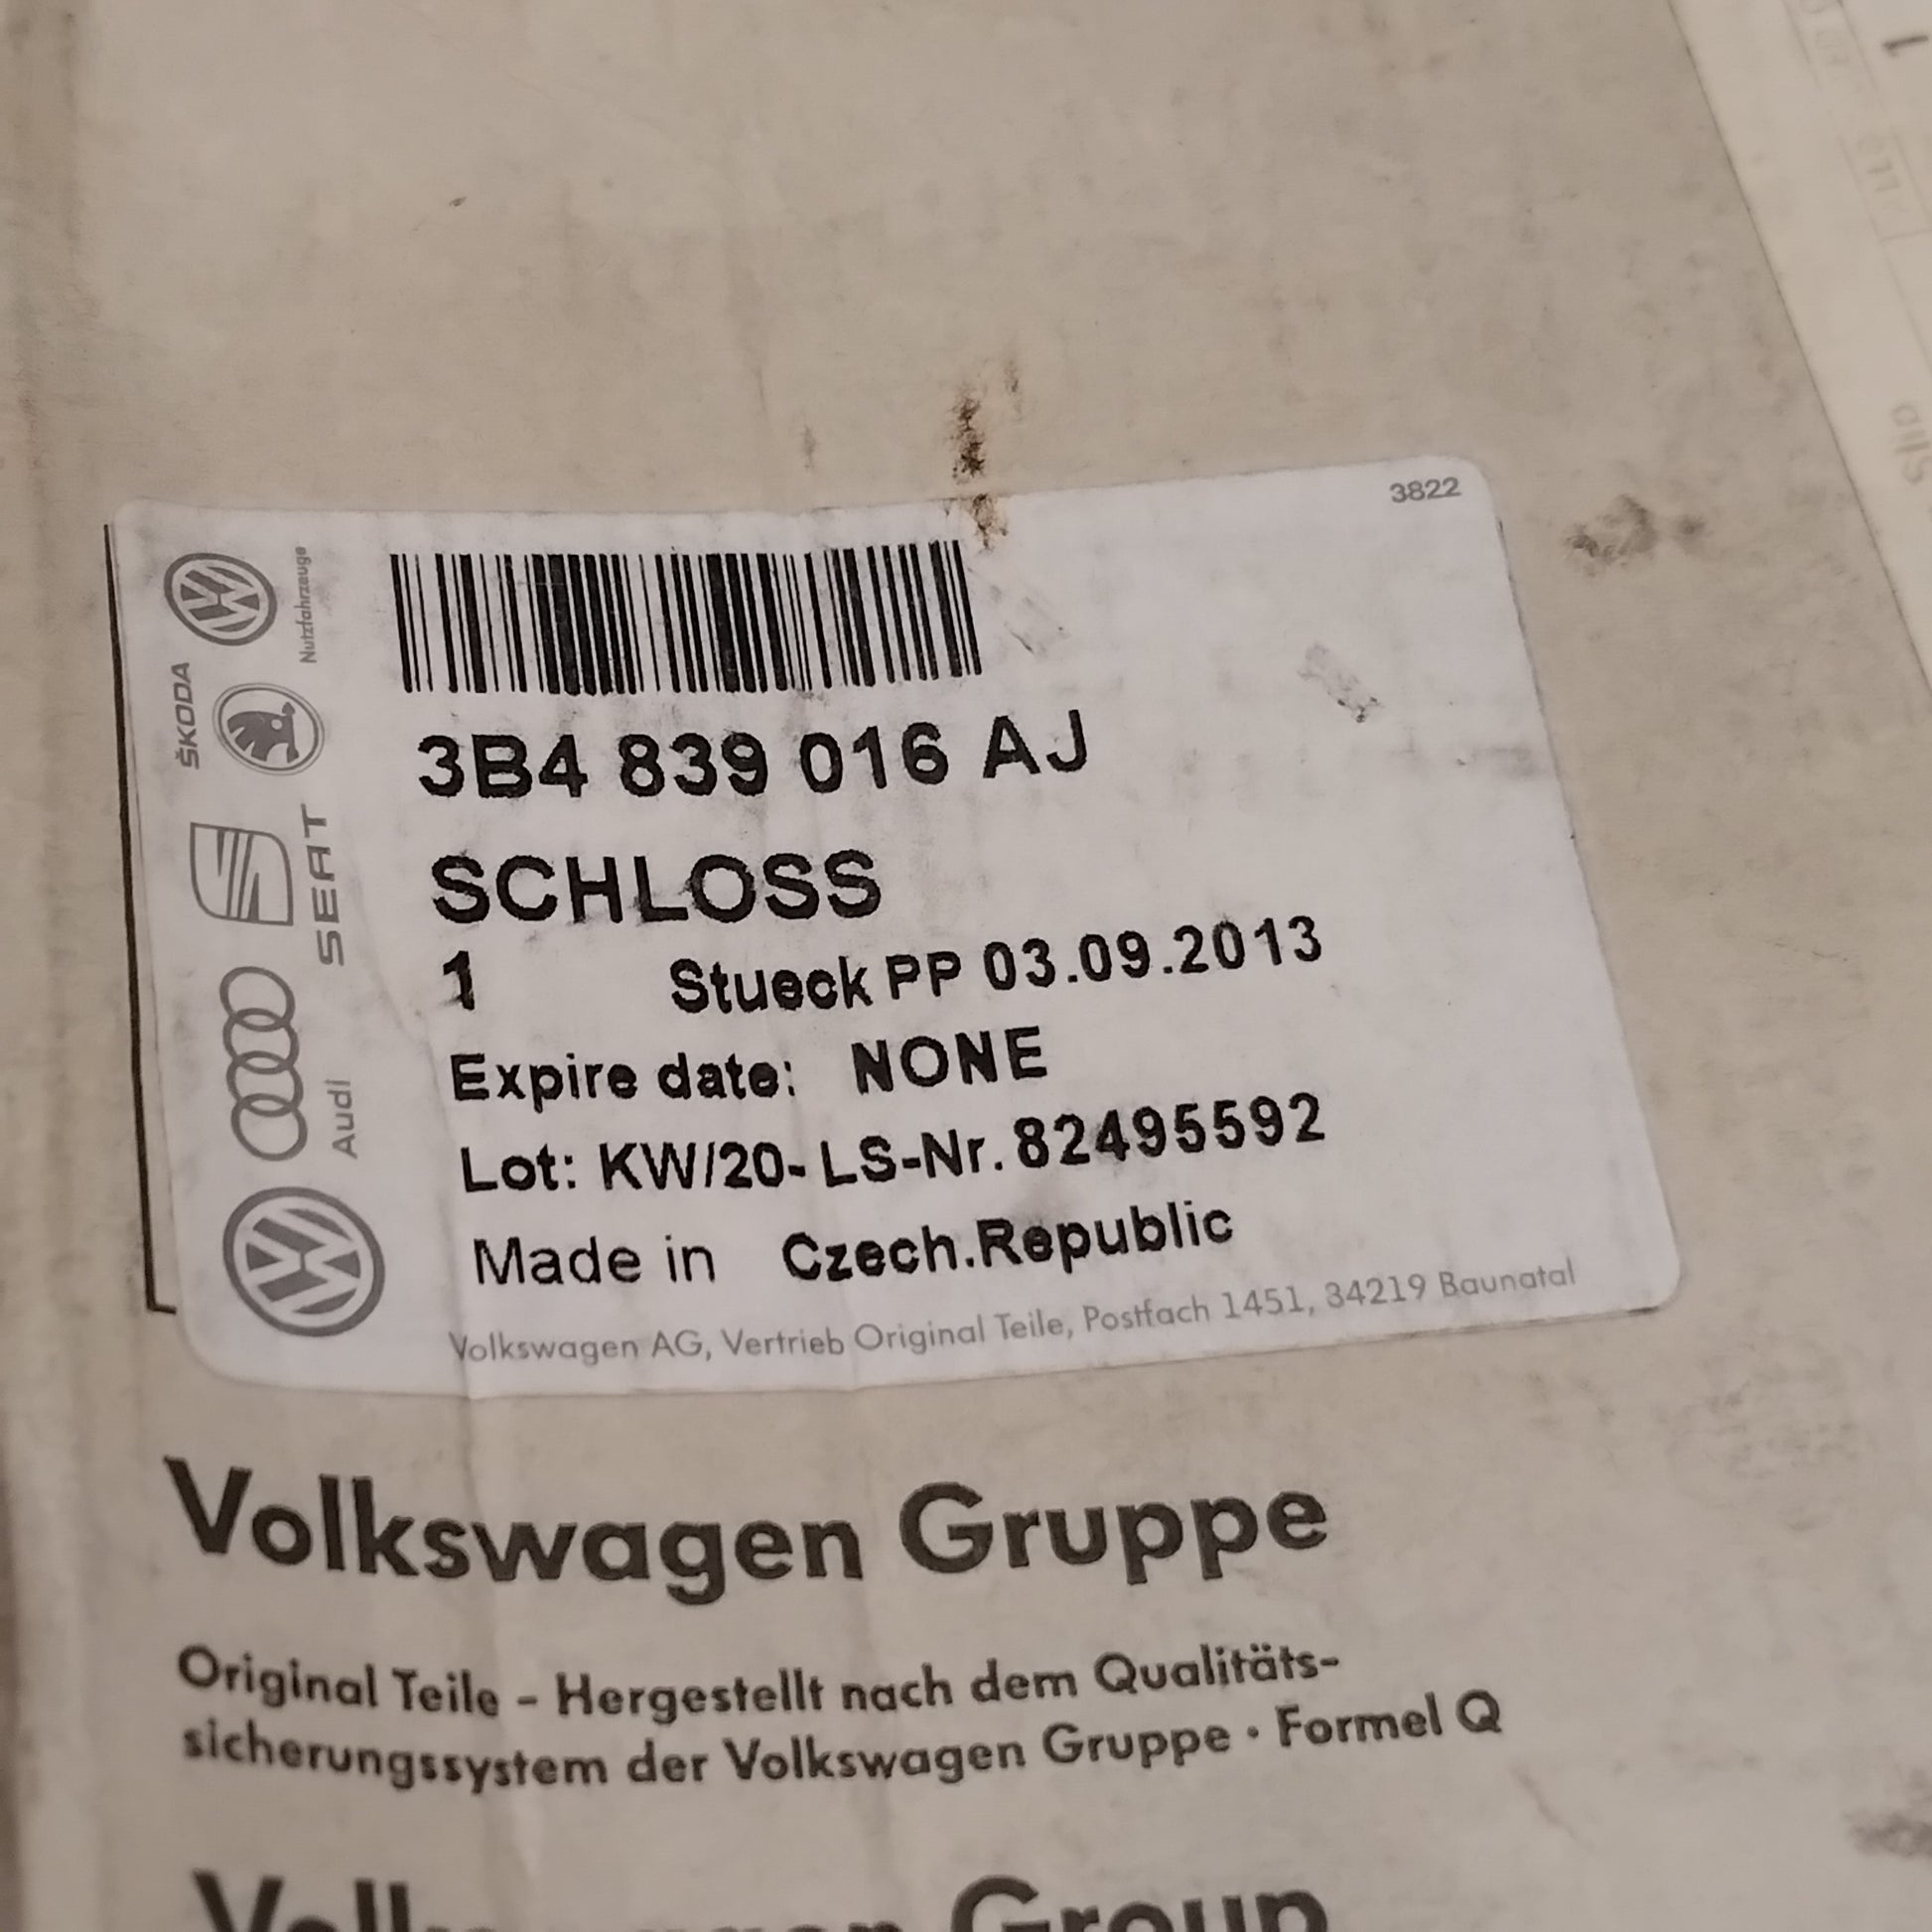 3822
3B4 839 016 AJ
SCHLOSS
1 Stueck PP 03.09.2013
Expire date: NONE
Lot: KW/20- LS-Nr. 82495592
Made in Czech.Republic
Volkswagen AG, Vertrieb Original Teile, Postfach 1451, 34219 Baunatal
Nutzfahrzeuge
ŠKODA
SEAT
Audi
Volkswagen Gruppe
Original Teile - Hergestellt nach dem Qualitäts-
sicherungssystem der Volkswagen Gruppe · Formel Q
Volkswagen Group